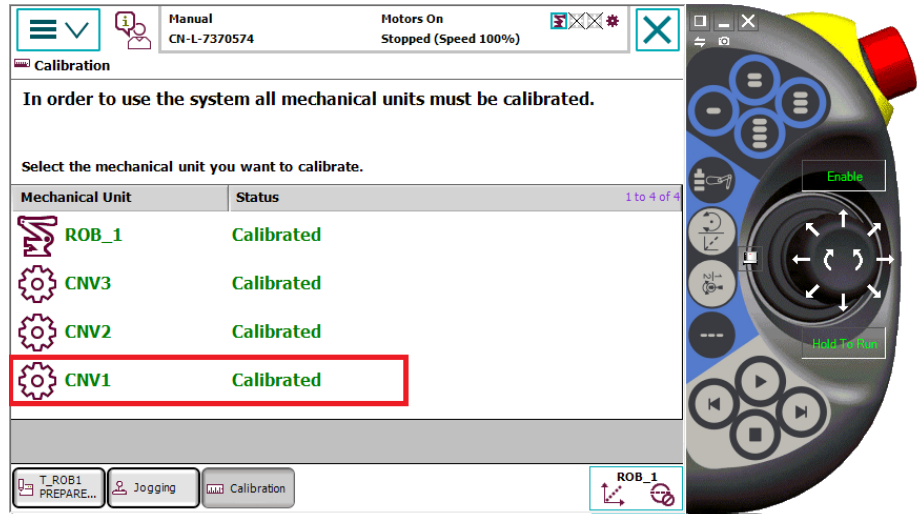 Manual
CN-L-7370574
Motors On
Stopped (Speed 100%)
Calibration
In order to use the system all mechanical units must be calibrated.
Select the mechanical unit you want to calibrate.
Mechanical Unit Status 1 to 4 of 4
ROB_1 Calibrated
CNV3 Calibrated
CNV2 Calibrated
CNV1 Calibrated
T_ROB1
PREPARE...
Jogging
Calibration
ROB_1
Enable
Hold To Run